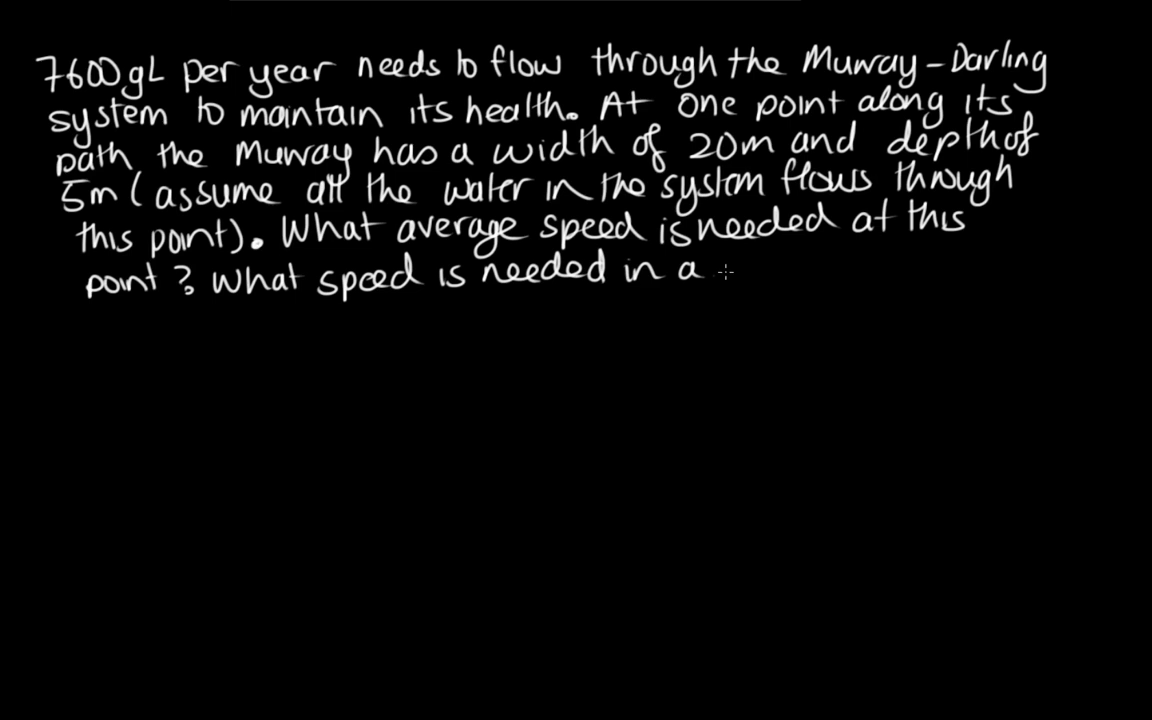 7600gL per year needs to flow through the Murray-Darling
system to maintain its health. At one point along its
path the Murray has a width of 20m and depth of
5m (assume all the water in the system flows through
this point). What average speed is needed at this
point? What speed is needed in a